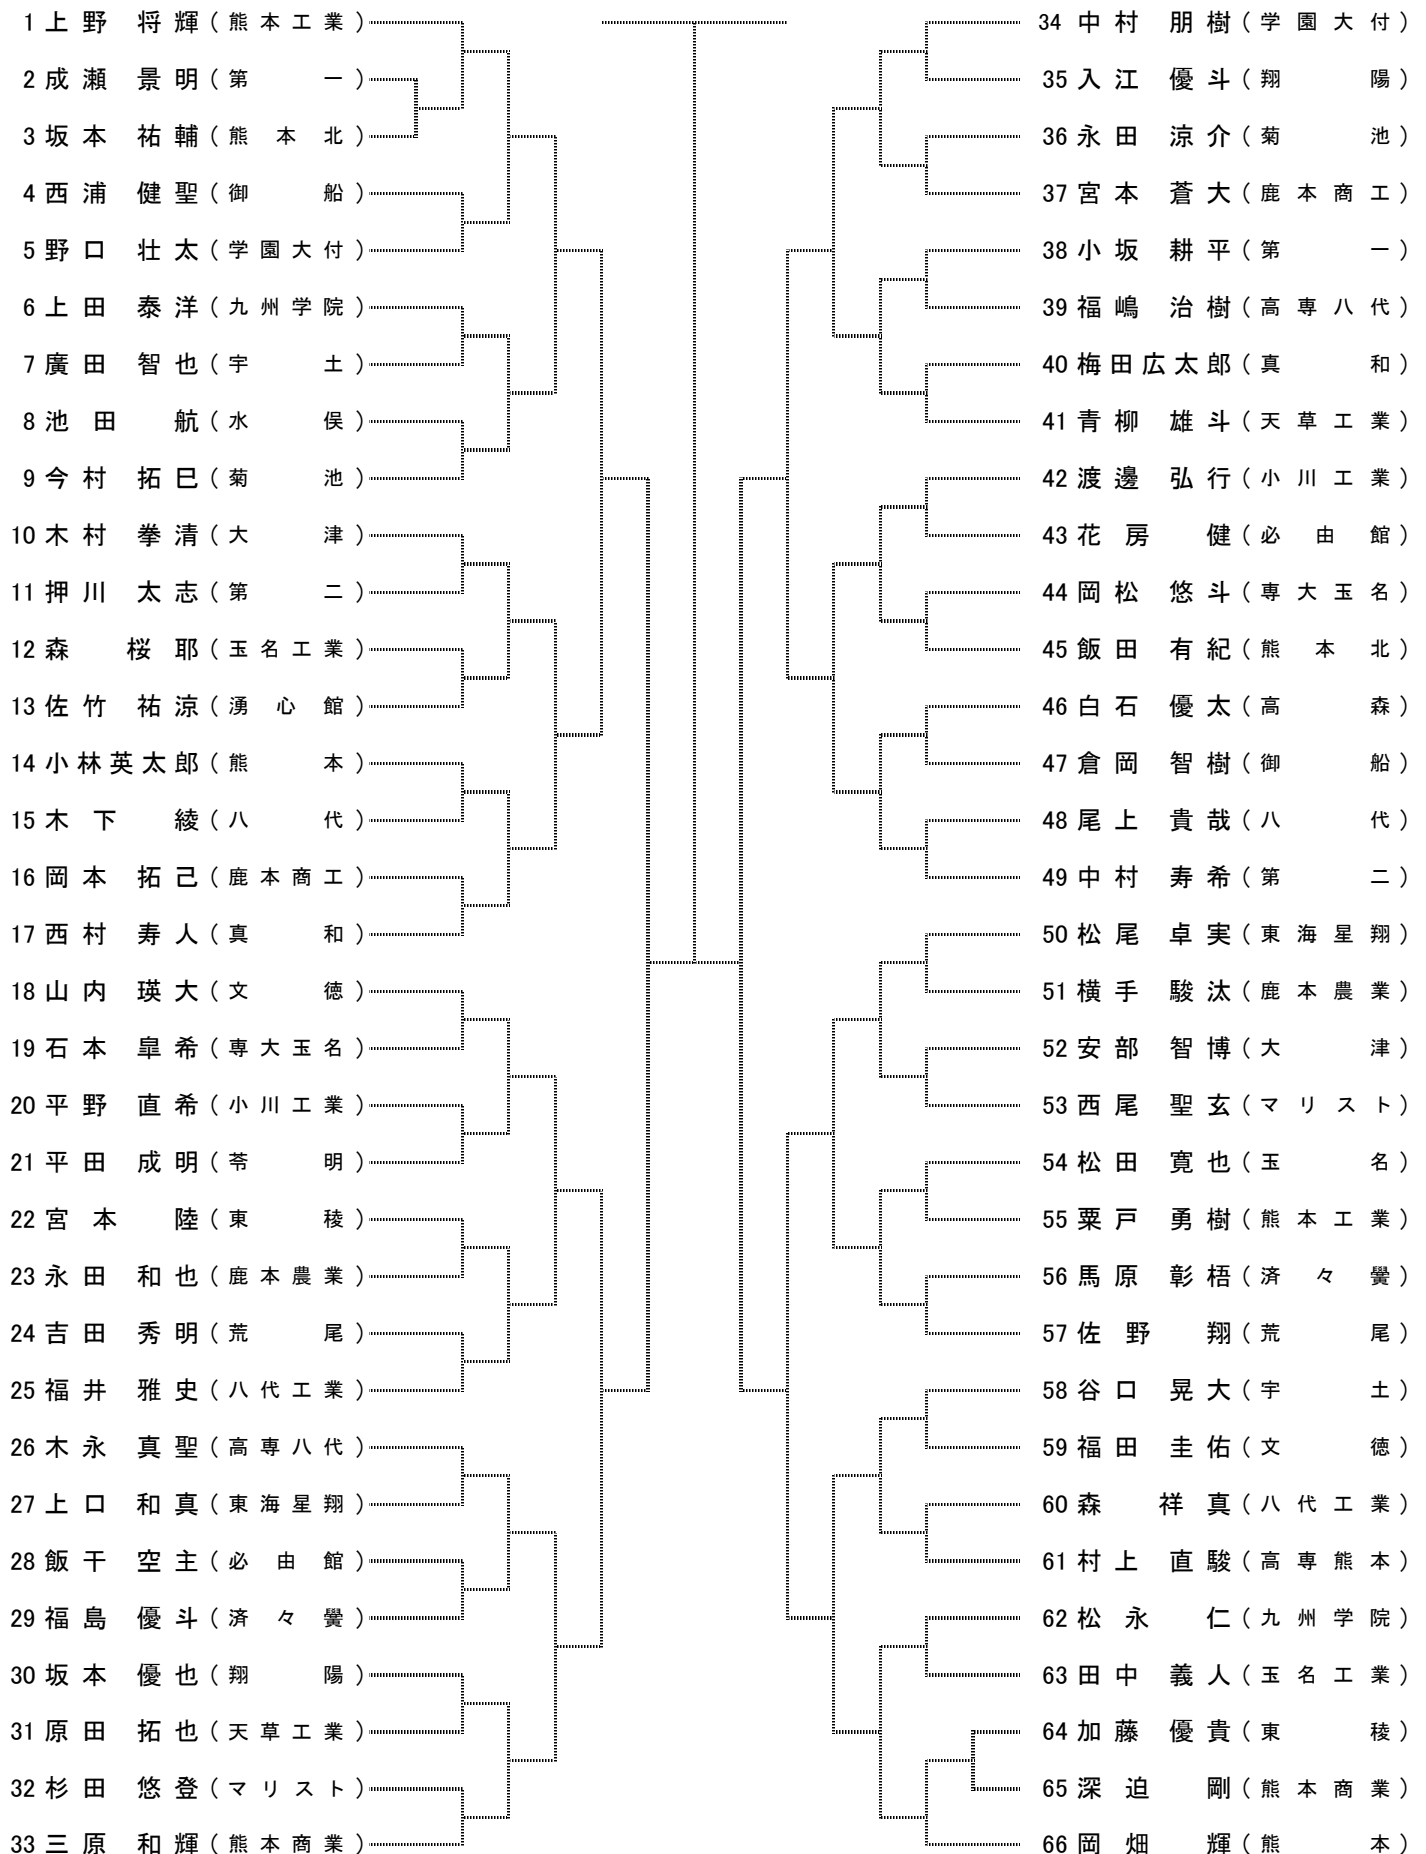 1 上野 将輝 (熊本工業)
2 成瀬 景明 (第一)
3 坂本 祐輔 (熊本北)
4 西浦 健聖 (御船)
5 野口 壮太 (学園大付)
6 上田 泰洋 (九州学院)
7 廣田 智也 (宇土)
8 池田 航 (水俣)
9 今村 拓巳 (菊池)
10 木村 拳清 (大津)
11 押川 太志 (第二)
12 森 桜耶 (玉名工業)
13 佐竹 祐涼 (湧心館)
14 小林英太郎 (熊本)
15 木下 綾 (八代)
16 岡本 拓己 (鹿本商工)
17 西村 寿人 (真和)
18 山内 瑛大 (文徳)
19 石本 皐希 (専大玉名)
20 平野 直希 (小川工業)
21 平田 成明 (苓明)
22 宮本 陸 (東稜)
23 永田 和也 (鹿本農業)
24 吉田 秀明 (荒尾)
25 福井 雅史 (八代工業)
26 木永 真聖 (高専八代)
27 上口 和真 (東海星翔)
28 飯干 空主 (必由館)
29 福島 優斗 (済々黌)
30 坂本 優也 (翔陽)
31 原田 拓也 (天草工業)
32 杉田 悠登 (マリスト)
33 三原 和輝 (熊本商業)
34 中村 朋樹 (学園大付)
35 入江 優斗 (翔陽)
36 永田 涼介 (菊池)
37 宮本 蒼大 (鹿本商工)
38 小坂 耕平 (第一)
39 福嶋 治樹 (高専八代)
40 梅田広太郎 (真和)
41 青柳 雄斗 (天草工業)
42 渡邊 弘行 (小川工業)
43 花房 健 (必由館)
44 岡松 悠斗 (専大玉名)
45 飯田 有紀 (熊本北)
46 白石 優太 (高森)
47 倉岡 智樹 (御船)
48 尾上 貴哉 (八代)
49 中村 寿希 (第二)
50 松尾 卓実 (東海星翔)
51 横手 駿汰 (鹿本農業)
52 安部 智博 (大津)
53 西尾 聖玄 (マリスト)
54 松田 寛也 (玉名)
55 粟戸 勇樹 (熊本工業)
56 馬原 彰梧 (済々黌)
57 佐野 翔 (荒尾)
58 谷口 晃大 (宇土)
59 福田 圭佑 (文徳)
60 森 祥真 (八代工業)
61 村上 直駿 (高専熊本)
62 松永 仁 (九州学院)
63 田中 義人 (玉名工業)
64 加藤 優貴 (東稜)
65 深迫 剛 (熊本商業)
66 岡畑 輝 (熊本)